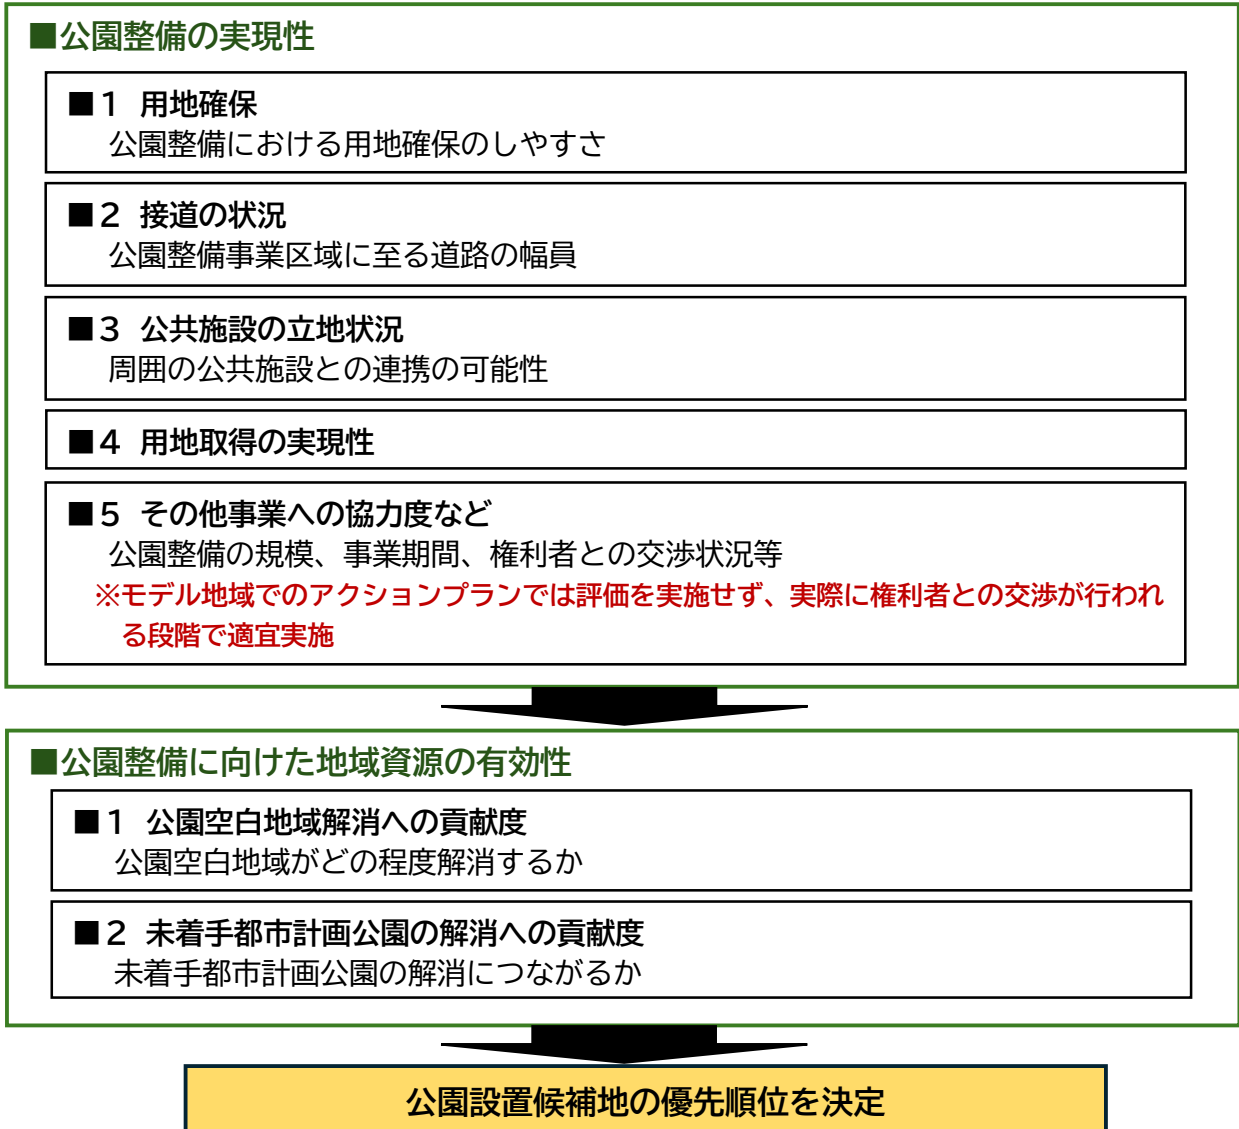 ■公園整備の実現性
■1 用地確保
公園整備における用地確保のしやすさ
■2 接道の状況
公園整備事業区域に至る道路の幅員
■3 公共施設の立地状況
周囲の公共施設との連携の可能性
■4 用地取得の実現性
■5 その他事業への協力度など
公園整備の規模、事業期間、権利者との交渉状況等
※モデル地域でのアクションプランでは評価を実施せず、実際に権利者との交渉が行われ
る段階で適宜実施
■公園整備に向けた地域資源の有効性
■1 公園空白地域解消への貢献度
公園空白地域がどの程度解消するか
■2 未着手都市計画公園の解消への貢献度
未着手都市計画公園の解消につながるか
公園設置候補地の優先順位を決定